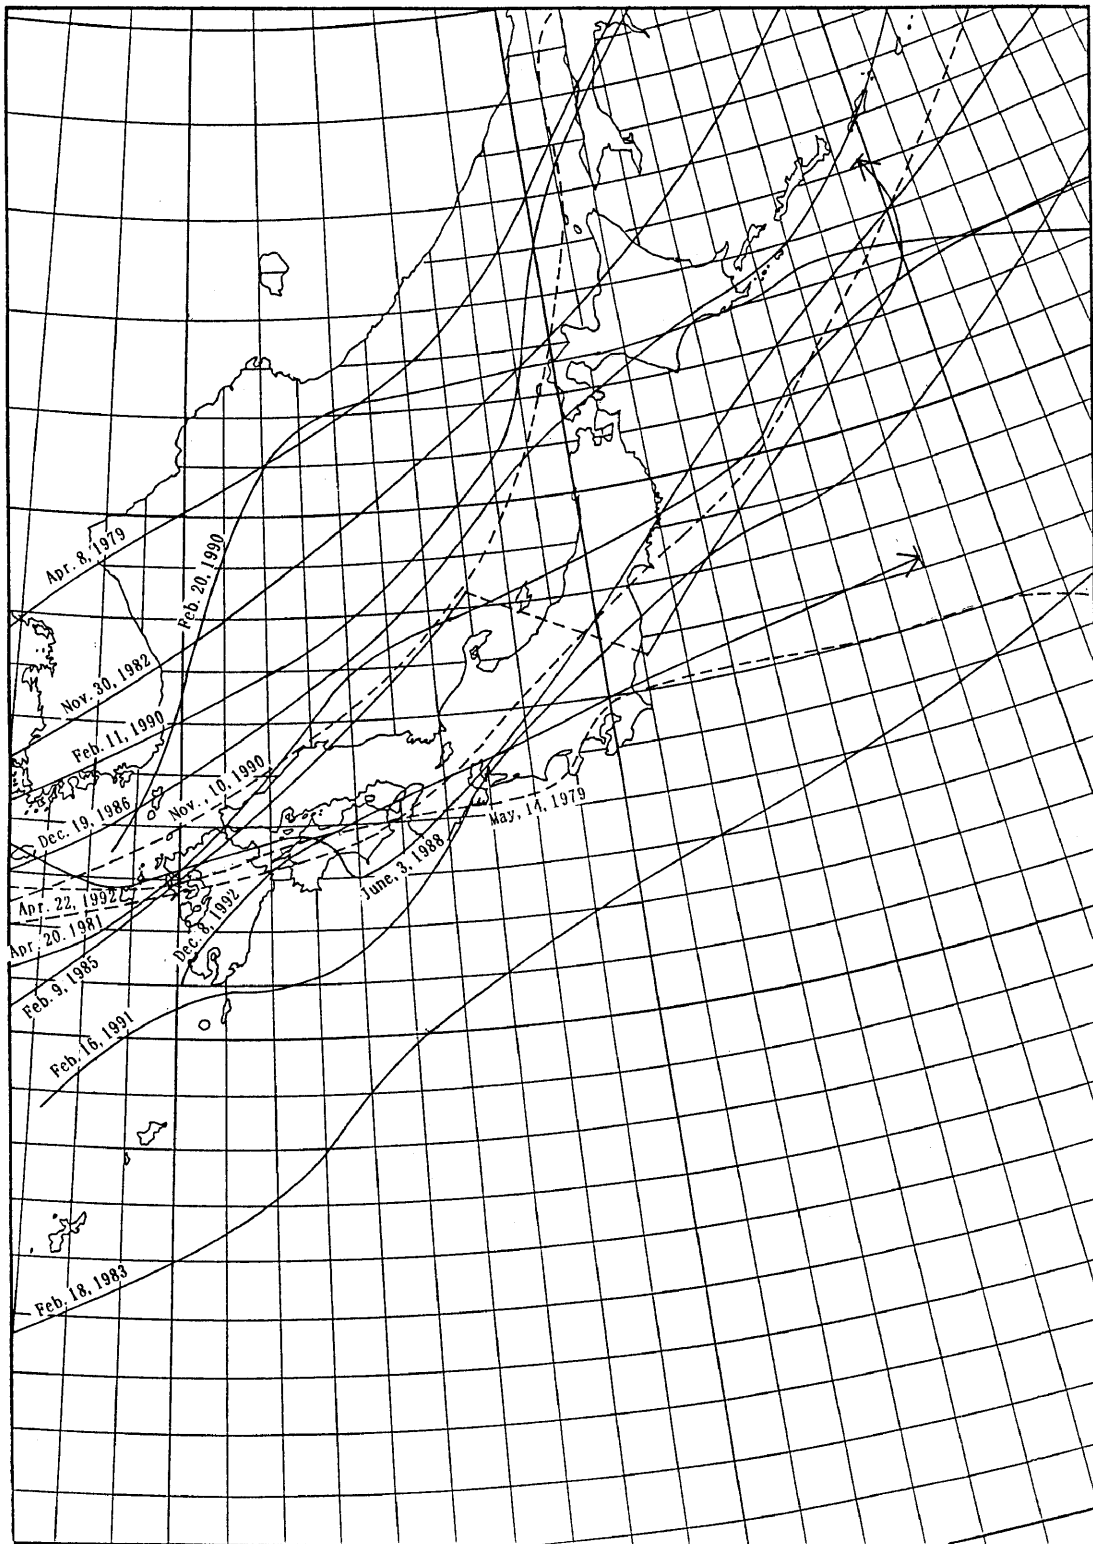 Apr. 8, 1979
Feb. 20, 1990
Nov. 30, 1982
Feb. 11, 1990
Nov., 10, 1990
Dec. 19, 1986
May, 14, 1979
June, 3, 1988
Apr. 22, 1992
Dec. 8, 1992
Apr. 20. 1981
Feb. 9, 1985
Feb. 16, 1991
Feb. 18, 1983